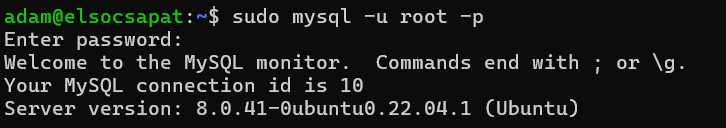 adam@elsocsapat:~$ sudo mysql -u root -p
Enter password:
Welcome to the MySQL monitor.  Commands end with ; or \g.
Your MySQL connection id is 10
Server version: 8.0.41-0ubuntu0.22.04.1 (Ubuntu)